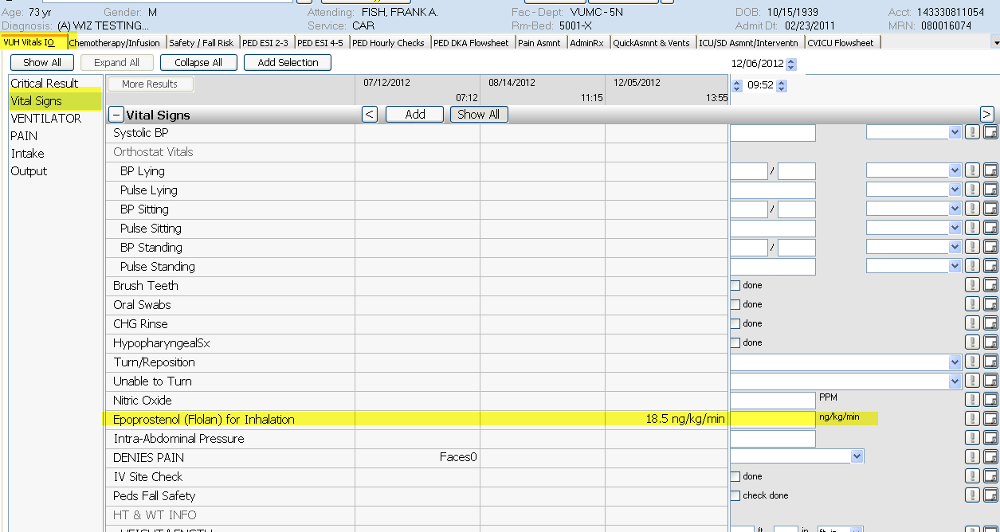 Age: 73 yr Gender: M Attending: FISH, FRANK A. Fac-Dept: VUMC-5N DOB: 10/15/1939 Acct: 143330811054
Diagnosis: (A) WIZ TESTING... Service: CAR Rm-Bed: 5001-X Admit Dt: 02/23/2011 MRN: 080016074
VUH Vitals IO Chemotherapy/Infusion Safety / Fall Risk PED ESI 2-3 PED ESI 4-5 PED Hourly Checks PED DKA Flowsheet Pain Asmnt AdminRx QuickAsmnt & Vents ICU/SD Asmnt/Interventn CVICU Flowsheet
Show All Expand All Collapse All Add Selection 12/06/2012
Critical Result More Results 07/12/2012 08/14/2012 12/05/2012 09:52
07:12 11:15 13:55
Vital Signs
VENTILATOR − Vital Signs < Add Show All >
PAIN Systolic BP
Intake Orthostat Vitals
Output BP Lying /
Pulse Lying
BP Sitting /
Pulse Sitting
BP Standing /
Pulse Standing
Brush Teeth done
Oral Swabs done
CHG Rinse done
HypopharyngealSx done
Turn/Reposition
Unable to Turn
Nitric Oxide PPM
Epoprostenol (Flolan) for Inhalation 18.5 ng/kg/min ng/kg/min
Intra-Abdominal Pressure
DENIES PAIN Faces0
IV Site Check done
Peds Fall Safety check done
HT & WT INFO
HEIGHT/LENGTH ft in ft-in